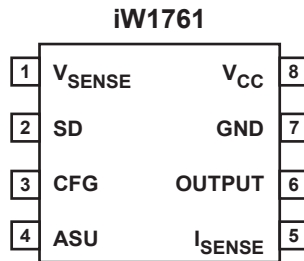 iW1761
1 VSENSE VCC 8
2 SD GND 7
3 CFG OUTPUT 6
4 ASU ISENSE 5